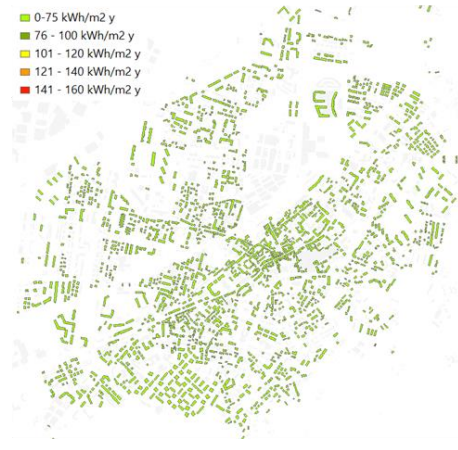 0-75 kWh/m2 y
76 - 100 kWh/m2 y
101 - 120 kWh/m2 y
121 - 140 kWh/m2 y
141 - 160 kWh/m2 y